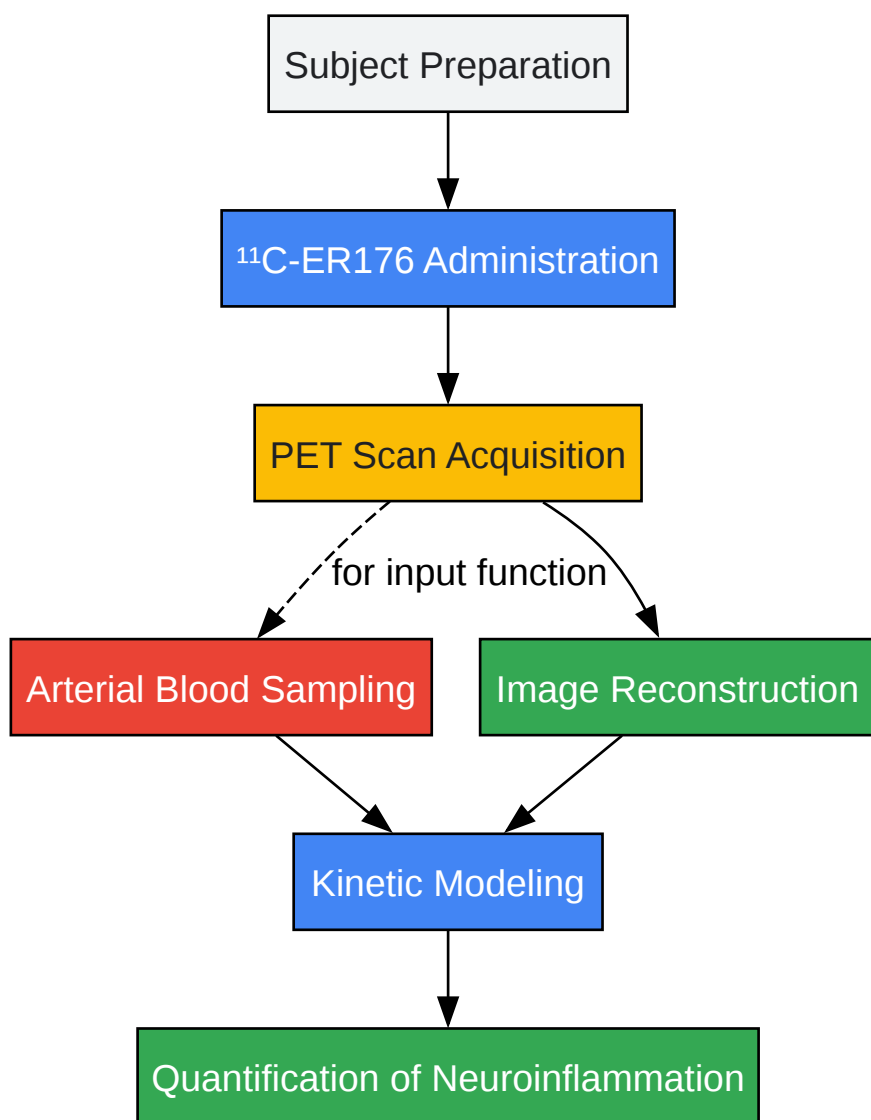 Subject Preparation
¹¹C-ER176 Administration
PET Scan Acquisition
for input function
Arterial Blood Sampling
Image Reconstruction
Kinetic Modeling
Quantification of Neuroinflammation